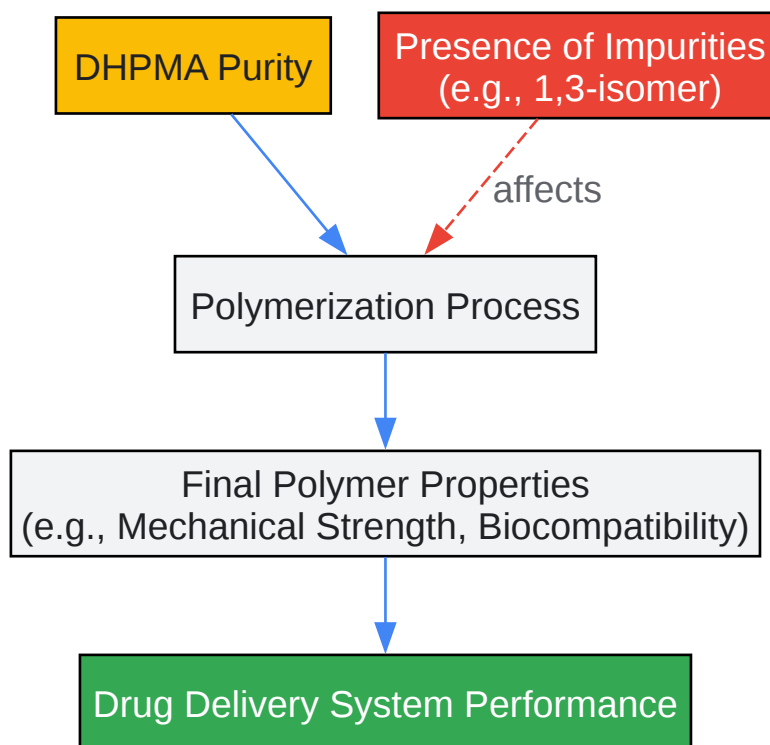 DHPMA Purity
Presence of Impurities
(e.g., 1,3-isomer)
affects
Polymerization Process
Final Polymer Properties
(e.g., Mechanical Strength, Biocompatibility)
Drug Delivery System Performance